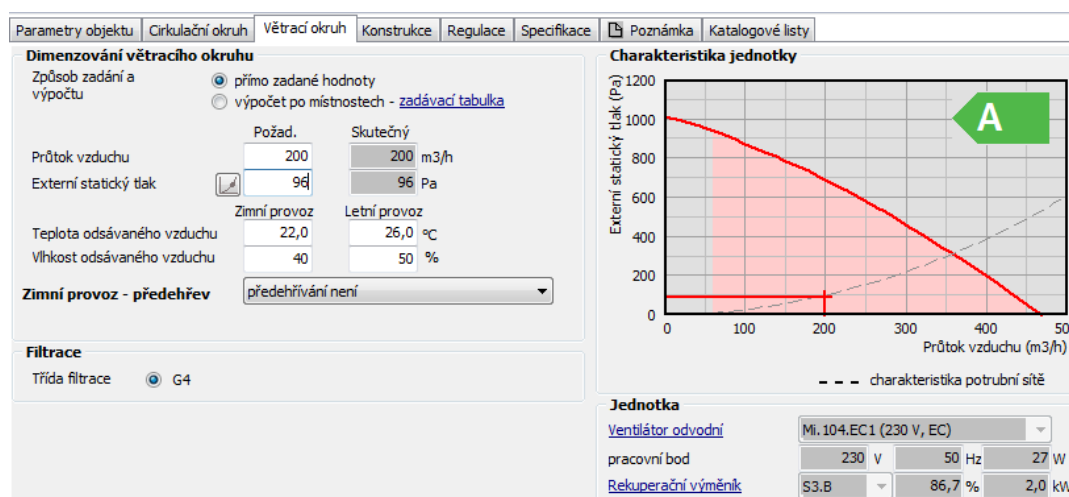 Parametry objektu Cirkulační okruh Větrací okruh Konstrukce Regulace Specifikace Poznámka Katalogové listy
Dimenzování větracího okruhu
Způsob zadání a výpočtu
přímo zadané hodnoty
výpočet po místnostech - zadávací tabulka
Požad. Skutečný
Průtok vzduchu 200 200 m3/h
Externí statický tlak 96 96 Pa
Zimní provoz Letní provoz
Teplota odsávaného vzduchu 22,0 26,0 °C
Vlhkost odsávaného vzduchu 40 50 %
Zimní provoz - předehřev předehřívání není
Filtrace
Třída filtrace G4
Charakteristika jednotky
Externí statický tlak (Pa)
1200
1000
800
600
400
200
0
A
0 100 200 300 400 50
Průtok vzduchu (m3/h)
charakteristika potrubní sítě
Jednotka
Ventilátor odvodní Mi.104.EC1 (230 V, EC)
pracovní bod 230 V 50 Hz 27 W
Rekuperační výměník S3.B 86,7 % 2,0 kW